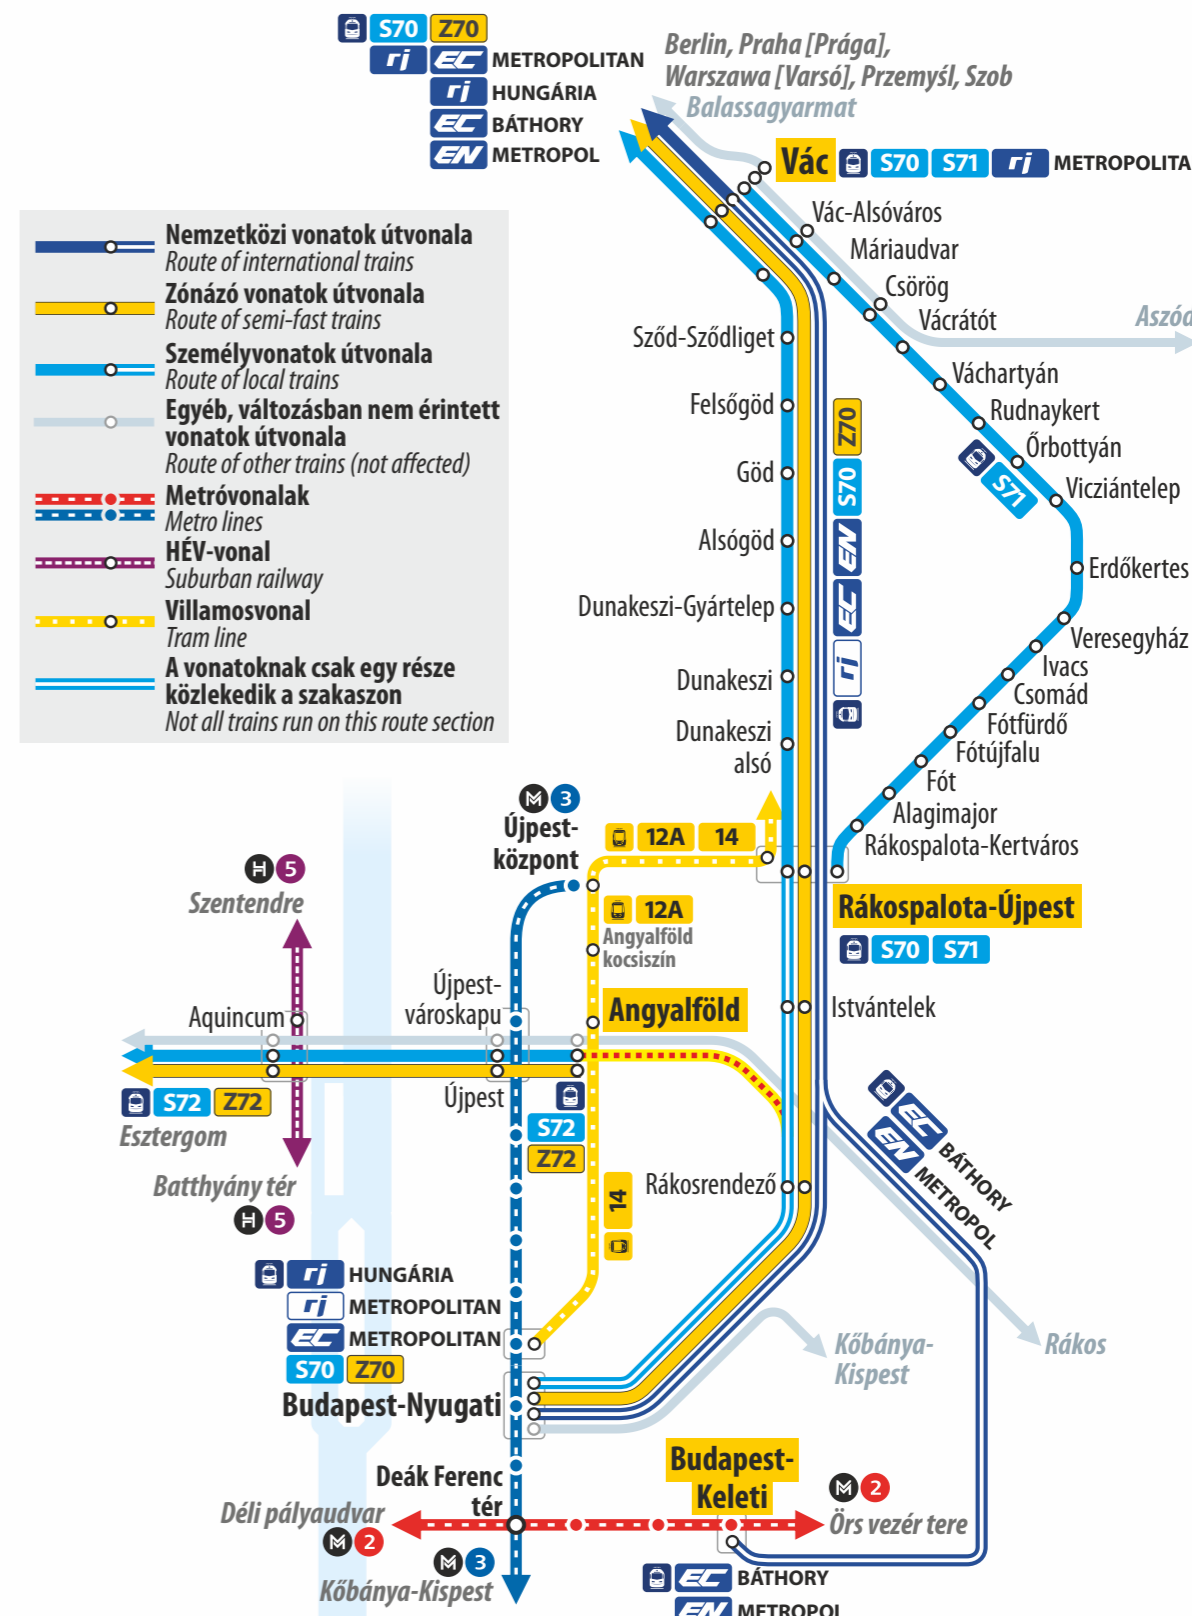 S70 Z70
rj EC METROPOLITAN
rj HUNGÁRIA
EC BÁTHORY
EN METROPOL
Berlin, Praha [Prága],
Warszawa [Varsó], Przemyśl, Szob
Balassagyarmat
Vác S70 S71 rj METROPOLITA
Nemzetközi vonatok útvonala
Route of international trains
Zónázó vonatok útvonala
Route of semi-fast trains
Személyvonatok útvonala
Route of local trains
Egyéb, változásban nem érintett
vonatok útvonala
Route of other trains (not affected)
Metróvonalak
Metro lines
HÉV-vonal
Suburban railway
Villamosvonal
Tram line
A vonatoknak csak egy része
közlekedik a szakaszon
Not all trains run on this route section
Vác-Alsóváros
Máriaudvar
Csörög
Vácrátót
Aszód
Váchartyán
Rudnaykert
Őrbottyán
Vicziántelep
S71
Erdőkertes
Veresegyház
Ivacs
Csomád
Fótfürdő
Fótújfalu
Fót
Alagimajor
Rákospalota-Kertváros
Sződ-Sződliget
Felsőgöd
Göd
Alsógöd
Dunakeszi-Gyártelep
Dunakeszi
Dunakeszi
alsó
rj EC EN S70 Z70
M 3
Újpest-
központ
12A 14
12A
Angyalföld
kocsiszín
Rákospalota-Újpest
S70 S71
H 5
Szentendre
Aquincum
Újpest-
városkapu
Angyalföld
Istvántelek
Újpest
S72 Z72
Esztergom
S72
Z72
Batthyány tér
H 5
14
Rákosrendező
EC BÁTHORY
EN METROPOL
rj HUNGÁRIA
rj METROPOLITAN
EC METROPOLITAN
S70 Z70
Budapest-Nyugati
Kőbánya-
Kispest
Rákos
Deák Ferenc
tér
Déli pályaudvar
M 2
M 3
Kőbánya-Kispest
Budapest-
Keleti
M 2
Örs vezér tere
EC BÁTHORY
EN METROPOL